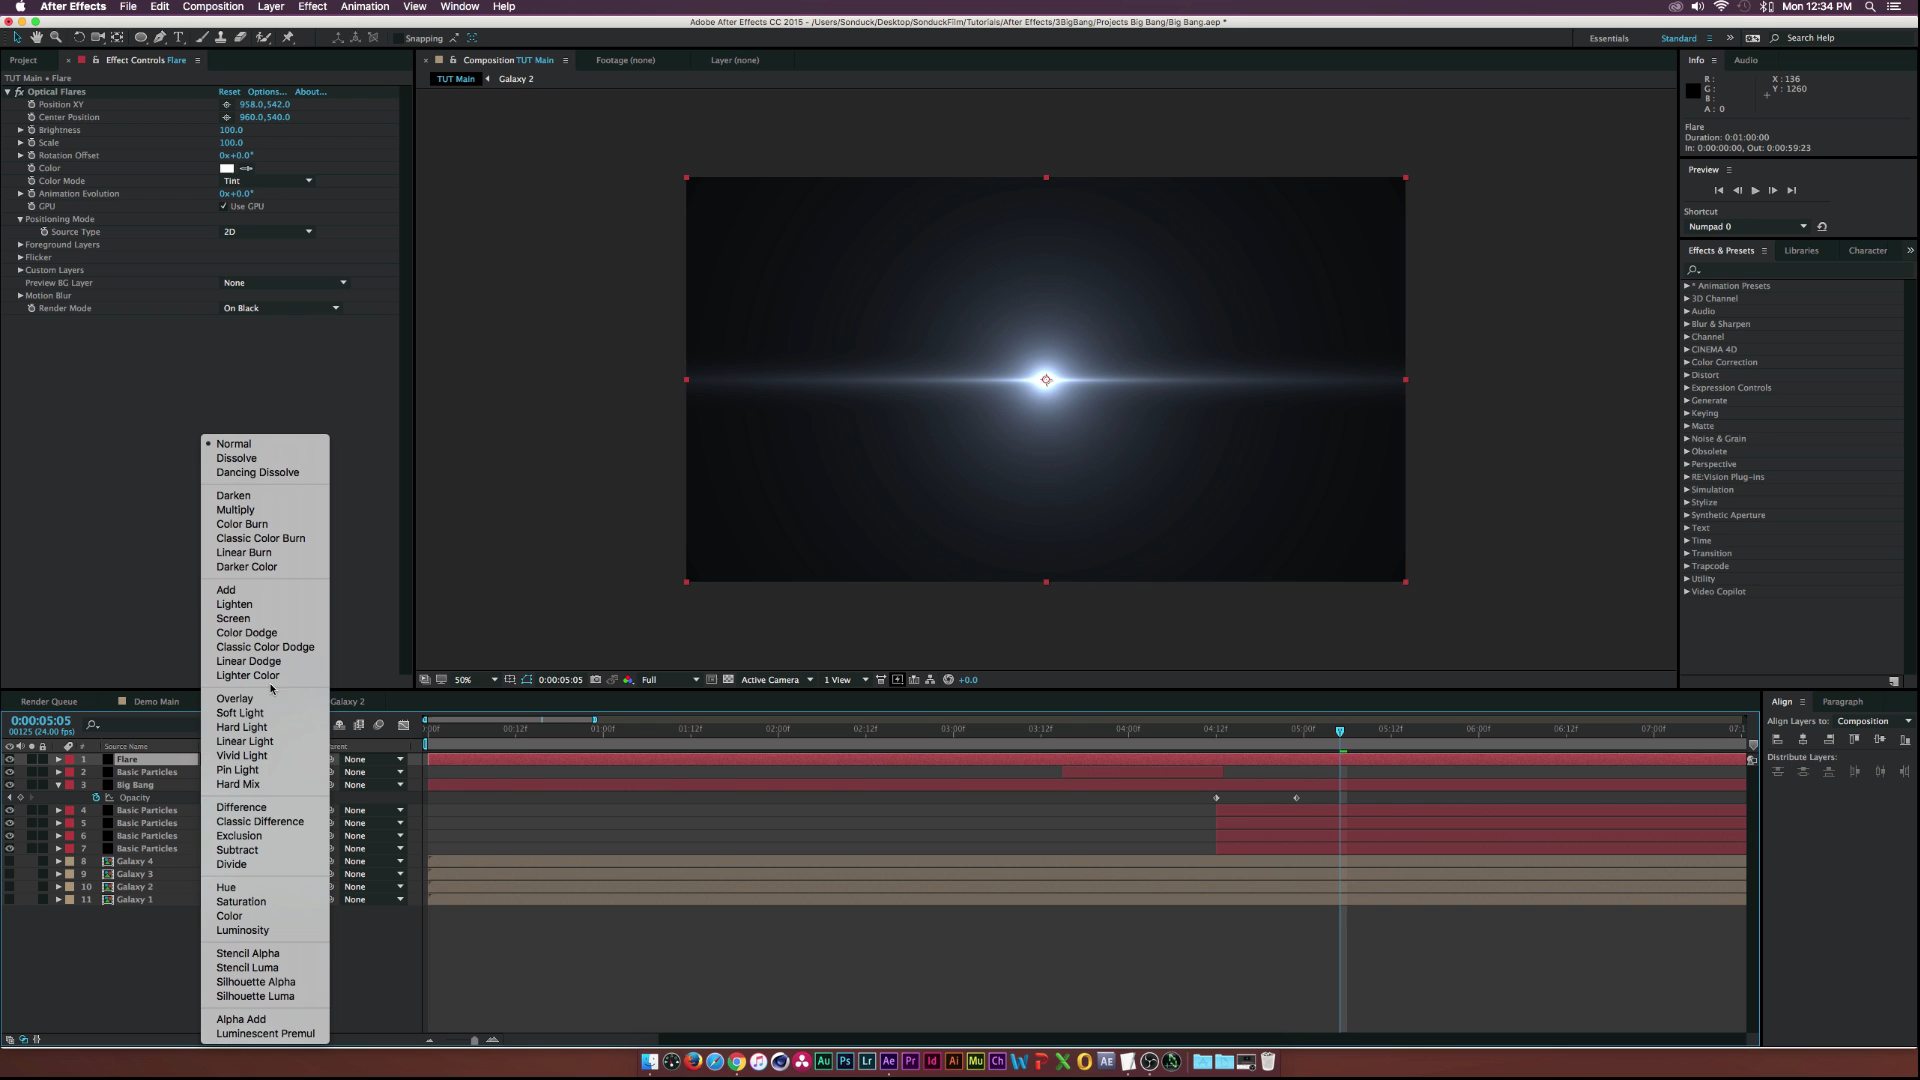 After Effects File Edit Composition Layer Effect Animation View Window Help
Mon 12:34 PM
Adobe After Effects CC 2015 - /Users/Sonduck/Desktop/SonduckFilm/Tutorials/After Effects/3BigBang/Projects Big Bang/Big Bang.aep *
Snapping
Essentials Standard Search Help
Project Effect Controls Flare
Composition TUT Main Footage (none) Layer (none)
Info Audio
TUT Main • Flare
TUT Main Galaxy 2
R: G: B: A: 0
X: 136
Y: 1260
Optical Flares Reset Options... About...
Position XY 958.0,542.0
Center Position 960.0,540.0
Brightness 100.0
Scale 100.0
Rotation Offset 0x+0.0°
Color
Color Mode Tint
Animation Evolution 0x+0.0°
GPU Use GPU
Positioning Mode
Source Type 2D
Foreground Layers
Flicker
Custom Layers
Preview BG Layer None
Motion Blur
Render Mode On Black
Flare
Duration: 0:01:00:00
In: 0:00:00:00, Out: 0:00:59:23
Preview
Shortcut
Numpad 0
Effects & Presets Libraries Character
* Animation Presets
3D Channel
Audio
Blur & Sharpen
Channel
CINEMA 4D
Color Correction
Distort
Expression Controls
Generate
Keying
Matte
Noise & Grain
Obsolete
Perspective
RE:Vision Plug-ins
Simulation
Stylize
Synthetic Aperture
Text
Time
Transition
Trapcode
Utility
Video Copilot
Normal
Dissolve
Dancing Dissolve
Darken
Multiply
Color Burn
Classic Color Burn
Linear Burn
Darker Color
Add
Lighten
Screen
Color Dodge
Classic Color Dodge
Linear Dodge
Lighter Color
Overlay
Soft Light
Hard Light
Linear Light
Vivid Light
Pin Light
Hard Mix
Difference
Classic Difference
Exclusion
Subtract
Divide
Hue
Saturation
Color
Luminosity
Stencil Alpha
Stencil Luma
Silhouette Alpha
Silhouette Luma
Alpha Add
Luminescent Premul
50% 0:00:05:05 Full Active Camera 1 View +0.0
Render Queue Demo Main Galaxy 2
0:00:05:05
00125 (24.00 fps)
:00f 00:12f 01:00f 01:12f 02:00f 02:12f 03:00f 03:12f 04:00f 04:12f 05:00f 05:12f 06:00f 06:12f 07:00f 07:1
# Source Name arent
1 Flare None
2 Basic Particles None
3 Big Bang None
Opacity
4 Basic Particles None
5 Basic Particles None
6 Basic Particles None
7 Basic Particles None
8 Galaxy 4 None
9 Galaxy 3 None
10 Galaxy 2 None
11 Galaxy 1 None
Align Paragraph
Align Layers to: Composition
Distribute Layers:
Au Ps Lr Ae Pr Id Ai Mu Ch AE